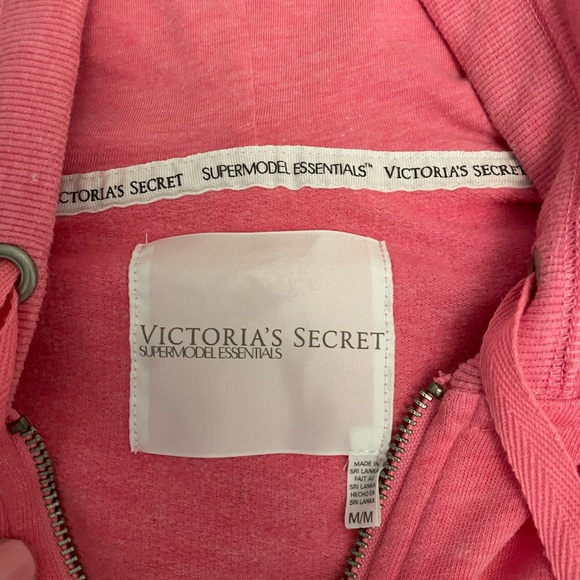 VICTORIA'S SECRET SUPERMODEL ESSENTIALS™ VICTORIA'S SECRET
VICTORIA'S SECRET
SUPERMODEL ESSENTIALS
MADE IN
SRI LANKA
FAIT AU
SRI LANKA
HECHO EN
SRI LANKA
M/M